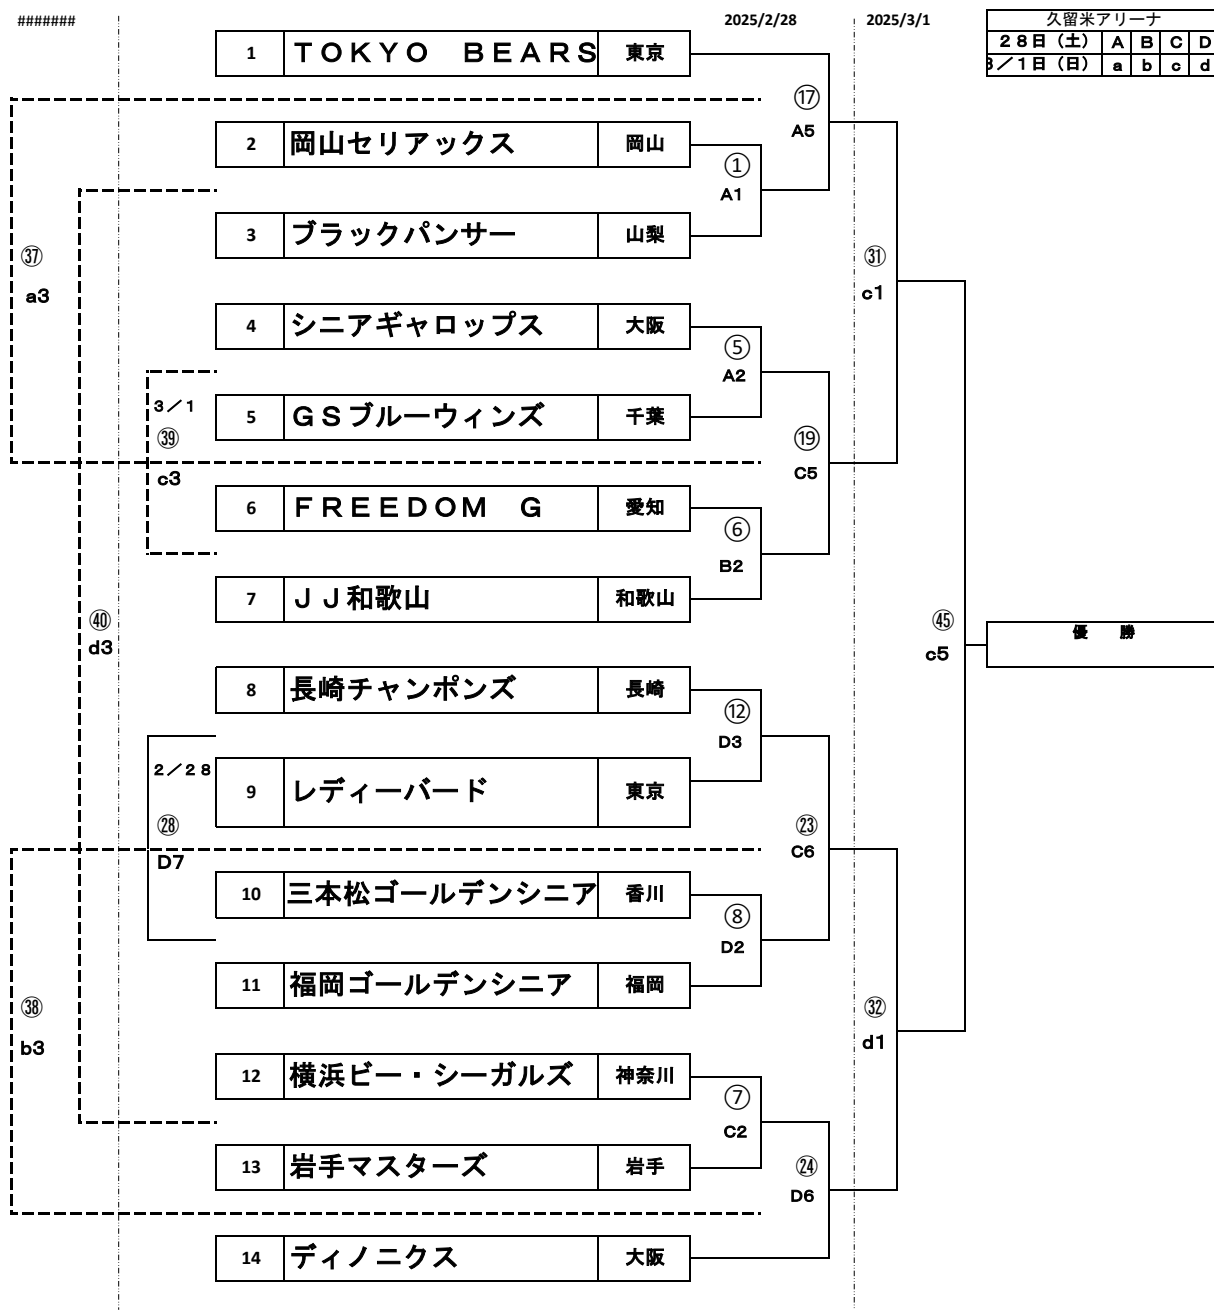 ####### 2025/2/28 2025/3/1 久留米アリーナ
28日（土） A B C D
/1日（日） a b c d
1 TOKYO BEARS 東京
⑰
A5
2 岡山セリアックス 岡山
①
A1
3 ブラックパンサー 山梨
㊲
a3
㉛
c1
4 シニアギャロップス 大阪
⑤
A2
3／1
5 GSブルーウィンズ 千葉
㊴
c3
⑲
C5
6 FREEDOM G 愛知
⑥
B2
7 JJ和歌山 和歌山
㊵
d3
㊺
c5
優 勝
8 長崎チャンポンズ 長崎
⑫
D3
2／28
9 レディーバード 東京
㉘
D7
㉓
C6
10 三本松ゴールデンシニア 香川
⑧
D2
11 福岡ゴールデンシニア 福岡
㊳
b3
㉜
d1
12 横浜ビー・シーガルズ 神奈川
⑦
C2
13 岩手マスターズ 岩手
㉔
D6
14 ディノニクス 大阪